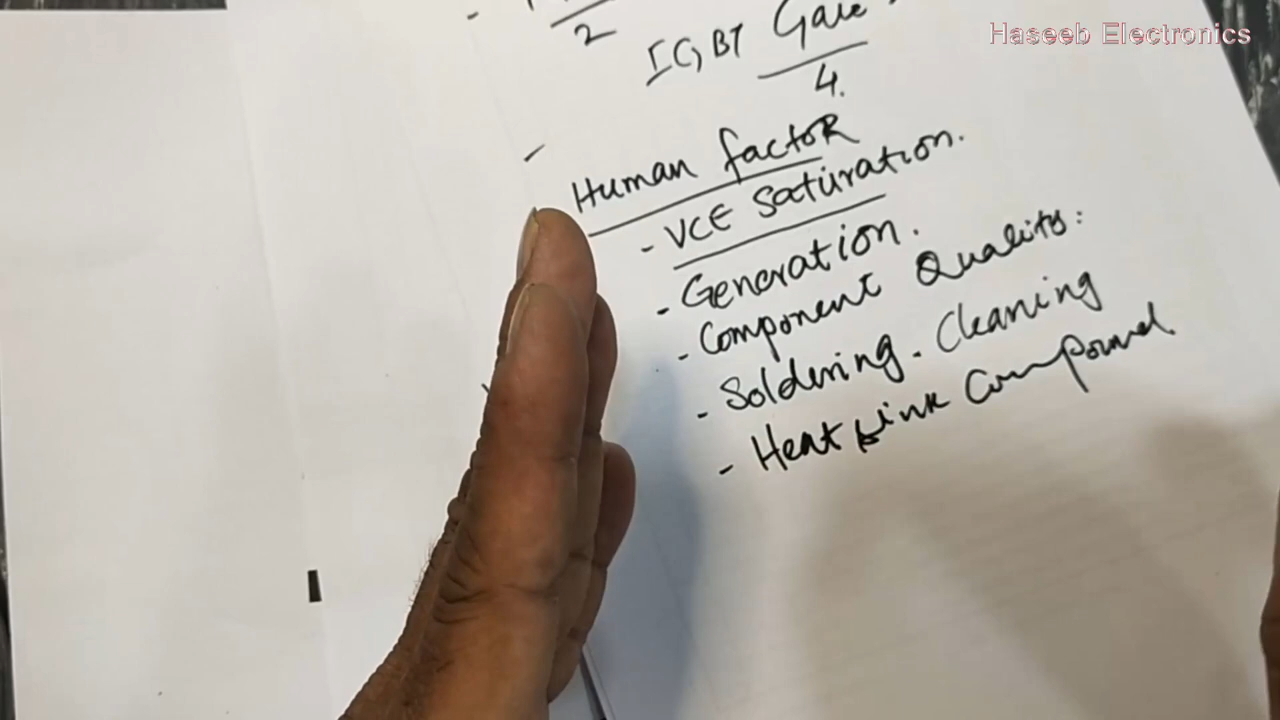 Haseeb Electronics
2
IGBT Gate
4.
Human factoR
- VCE Saturation.
- Generation.
- Component Quality:
- Soldering. Cleaning
- Heat sink Compound